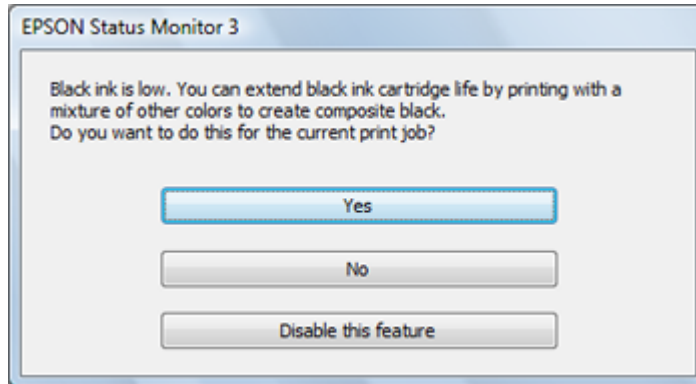 EPSON Status Monitor 3
Black ink is low. You can extend black ink cartridge life by printing with a
mixture of other colors to create composite black.
Do you want to do this for the current print job?
Yes
No
Disable this feature